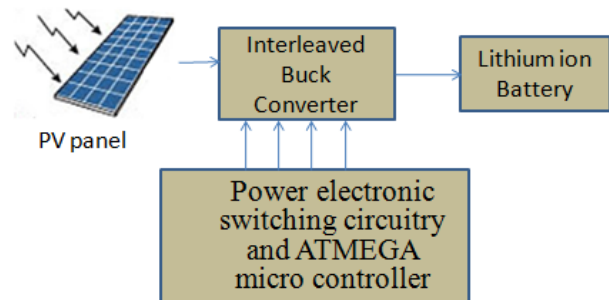 Interleaved
Buck
Converter
Lithium ion
Battery
PV panel
Power electronic
switching circuitry
and ATMEGA
micro controller